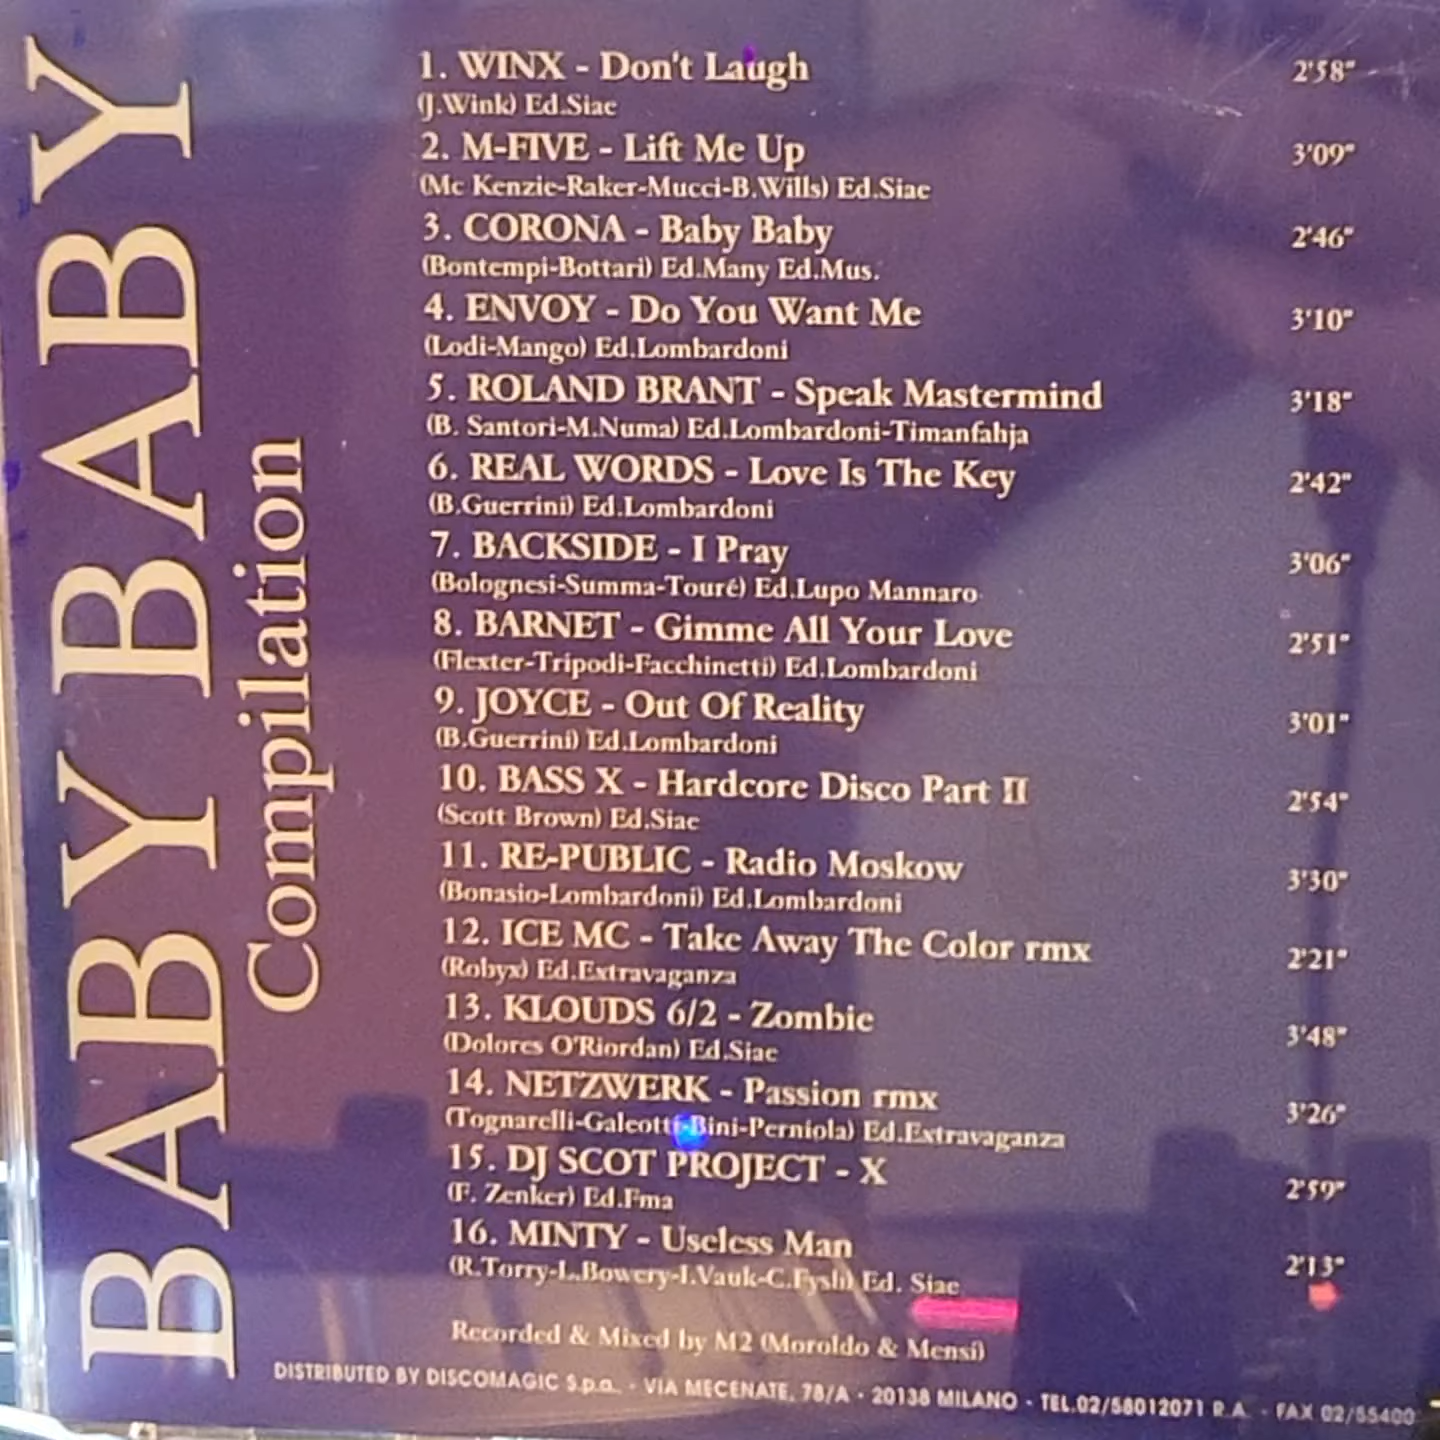 BABY BABY
Compilation
1. WINX - Don't Laugh 2'58"
(J.Wink) Ed.Siae
2. M-FIVE - Lift Me Up 3'09"
(Mc Kenzie-Raker-Mucci-B.Wills) Ed.Siae
3. CORONA - Baby Baby 2'46"
(Bontempi-Bottari) Ed.Many Ed.Mus.
4. ENVOY - Do You Want Me 3'10"
(Lodi-Mango) Ed.Lombardoni
5. ROLAND BRANT - Speak Mastermind 3'18"
(B. Santori-M.Numa) Ed.Lombardoni-Timanfahja
6. REAL WORDS - Love Is The Key 2'42"
(B.Guerrini) Ed.Lombardoni
7. BACKSIDE - I Pray 3'06"
(Bolognesi-Summa-Touré) Ed.Lupo Mannaro
8. BARNET - Gimme All Your Love 2'51"
(Flexter-Tripodi-Facchinetti) Ed.Lombardoni
9. JOYCE - Out Of Reality 3'01"
(B.Guerrini) Ed.Lombardoni
10. BASS X - Hardcore Disco Part II 2'54"
(Scott Brown) Ed.Siae
11. RE-PUBLIC - Radio Moskow 3'30"
(Bonasio-Lombardoni) Ed.Lombardoni
12. ICE MC - Take Away The Color rmx 2'21"
(Robyx) Ed.Extravaganza
13. KLOUDS 6/2 - Zombie 3'48"
(Dolores O'Riordan) Ed.Siae
14. NETZWERK - Passion rmx 3'26"
(Tognarelli-Galeotti-Bini-Perniola) Ed.Extravaganza
15. DJ SCOT PROJECT - X 2'59"
(F. Zenker) Ed.Fma
16. MINTY - Useless Man 2'13"
(R.Torry-L.Bowery-I.Vauk-C.Fysh) Ed. Siae
Recorded & Mixed by M2 (Moroldo & Mensi)
DISTRIBUTED BY DISCOMAGIC S.p.a. - VIA MECENATE, 78/A - 20138 MILANO - TEL.02/58012071 R.A. - FAX 02/55400